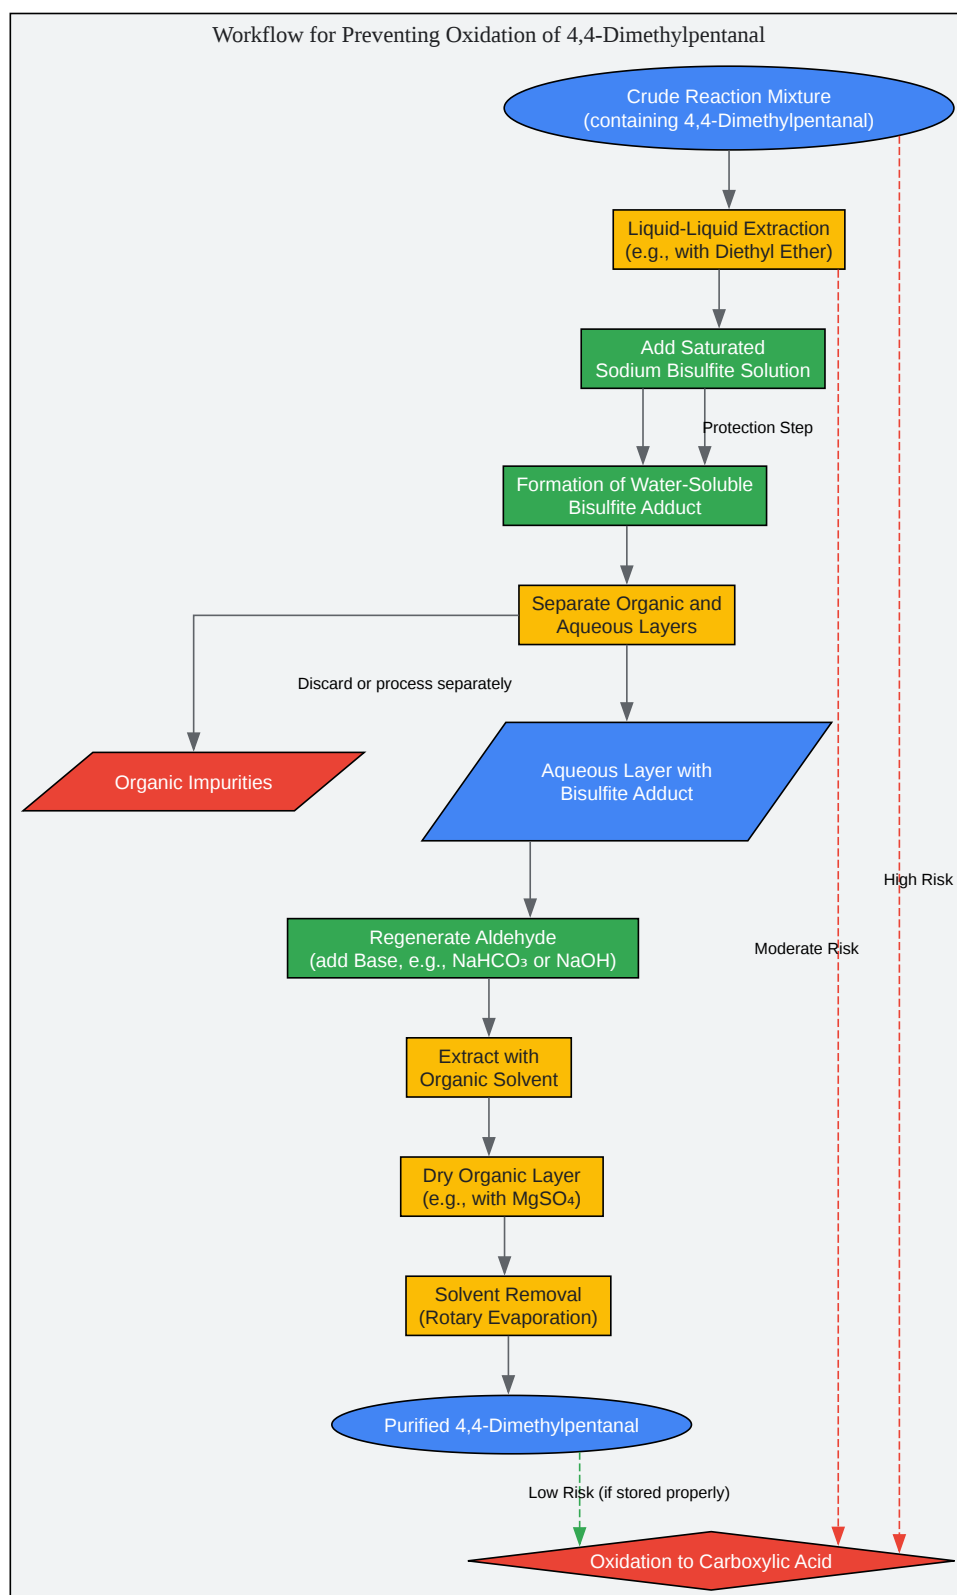 Workflow for Preventing Oxidation of 4,4-Dimethylpentanal
Crude Reaction Mixture
(containing 4,4-Dimethylpentanal)
Liquid-Liquid Extraction
(e.g., with Diethyl Ether)
Add Saturated
Sodium Bisulfite Solution
Protection Step
Formation of Water-Soluble
Bisulfite Adduct
Separate Organic and
Aqueous Layers
Discard or process separately
Organic Impurities
Aqueous Layer with
Bisulfite Adduct
High Risk
Regenerate Aldehyde
(add Base, e.g., NaHCO₃ or NaOH)
Moderate Risk
Extract with
Organic Solvent
Dry Organic Layer
(e.g., with MgSO₄)
Solvent Removal
(Rotary Evaporation)
Purified 4,4-Dimethylpentanal
Low Risk (if stored properly)
Oxidation to Carboxylic Acid